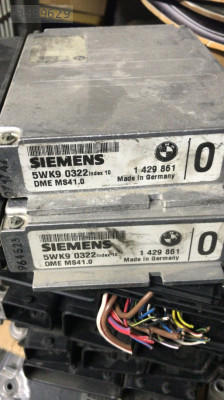 SIEMENS
5WK9 0322 Index 10
DME MS41.0
1 429 861
Made in Germany
0
SIEMENS
5WK9 0322 Index 10
DME MS41.0
1 429 861
Made in Germany
0